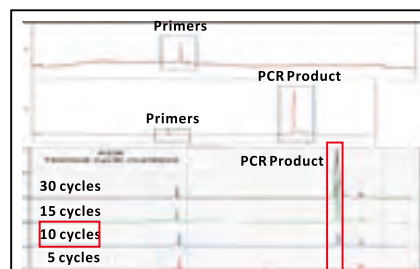 Primers
PCR Product
Primers
PCR Product
30 cycles
15 cycles
10 cycles
5 cycles